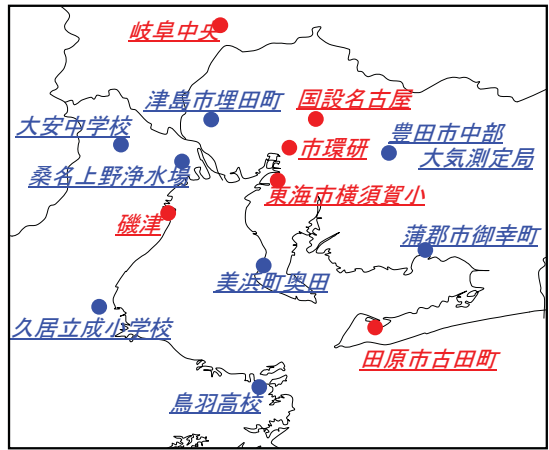 岐阜中央
津島市埋田町
国設名古屋
大安中学校
豊田市中部
大気測定局
市環研
桑名上野浄水場
東海市横須賀小
磯津
蒲郡市御幸町
美浜町奥田
久居立成小学校
田原市古田町
鳥羽高校